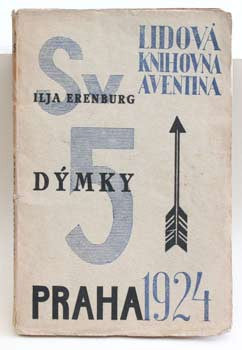 LIDOVÁ
KNIHOVNA
AVENTINA
Sv
ILJA ERENBURG
5
DÝMKY
PRAHA 1924